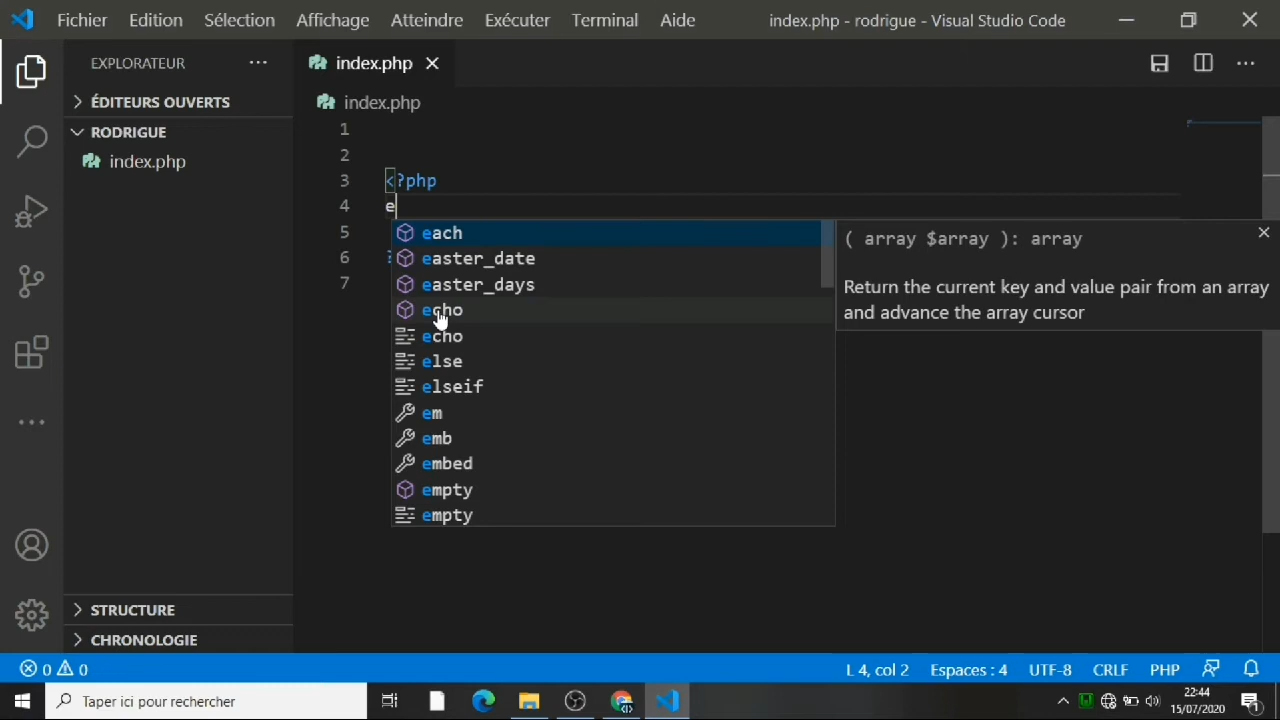 Fichier Edition Sélection Affichage Atteindre Exécuter Terminal Aide index.php - rodrigue - Visual Studio Code
EXPLORATEUR
ÉDITEURS OUVERTS
RODRIGUE
index.php
STRUCTURE
CHRONOLOGIE
index.php
index.php
1
2
3 <?php
4 e
5
6 ?
7
each
easter_date
easter_days
echo
echo
else
elseif
em
emb
embed
empty
empty
( array $array ): array
Return the current key and value pair from an array
and advance the array cursor
0 0 L 4, col 2 Espaces : 4 UTF-8 CRLF PHP
Taper ici pour rechercher
22:44
15/07/2020
1